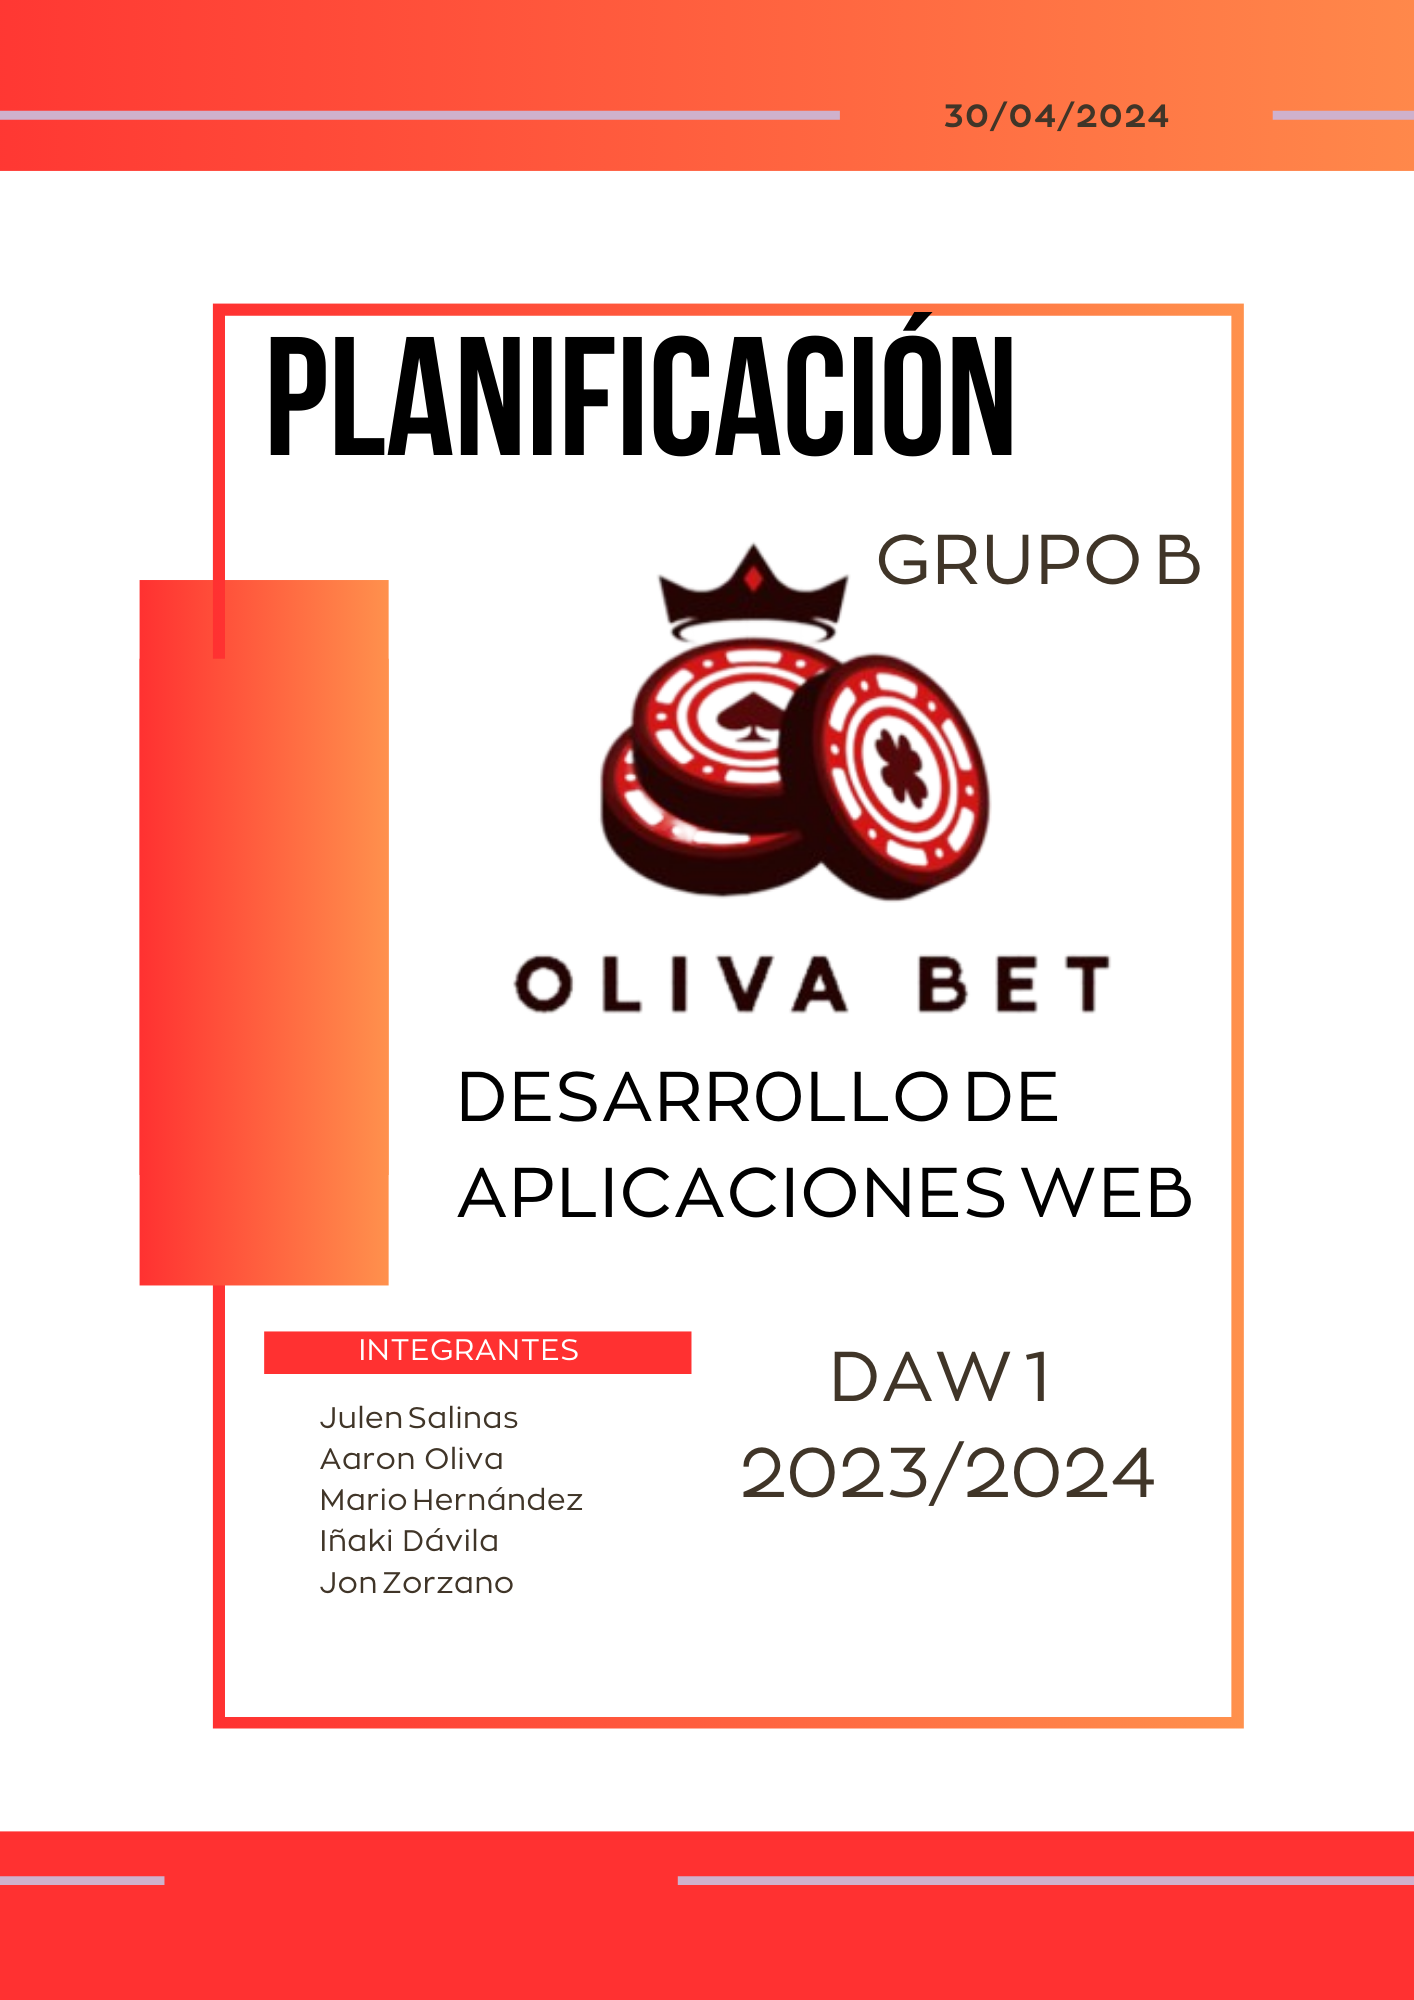 30/04/2024
PLANIFICACIÓN
GRUPO B
OLIVA BET
DESARROLLO DE
APLICACIONES WEB
INTEGRANTES
Julen Salinas
Aaron Oliva
Mario Hernández
Iñaki Dávila
Jon Zorzano
DAW 1
2023/2024